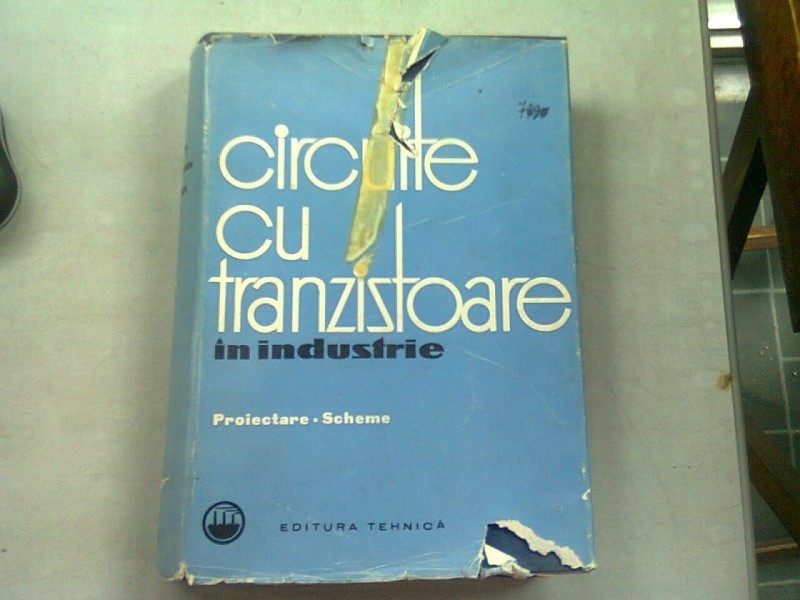 circuite
cu
tranzistoare
în industrie
Proiectare • Scheme
EDITURA TEHNICĂ